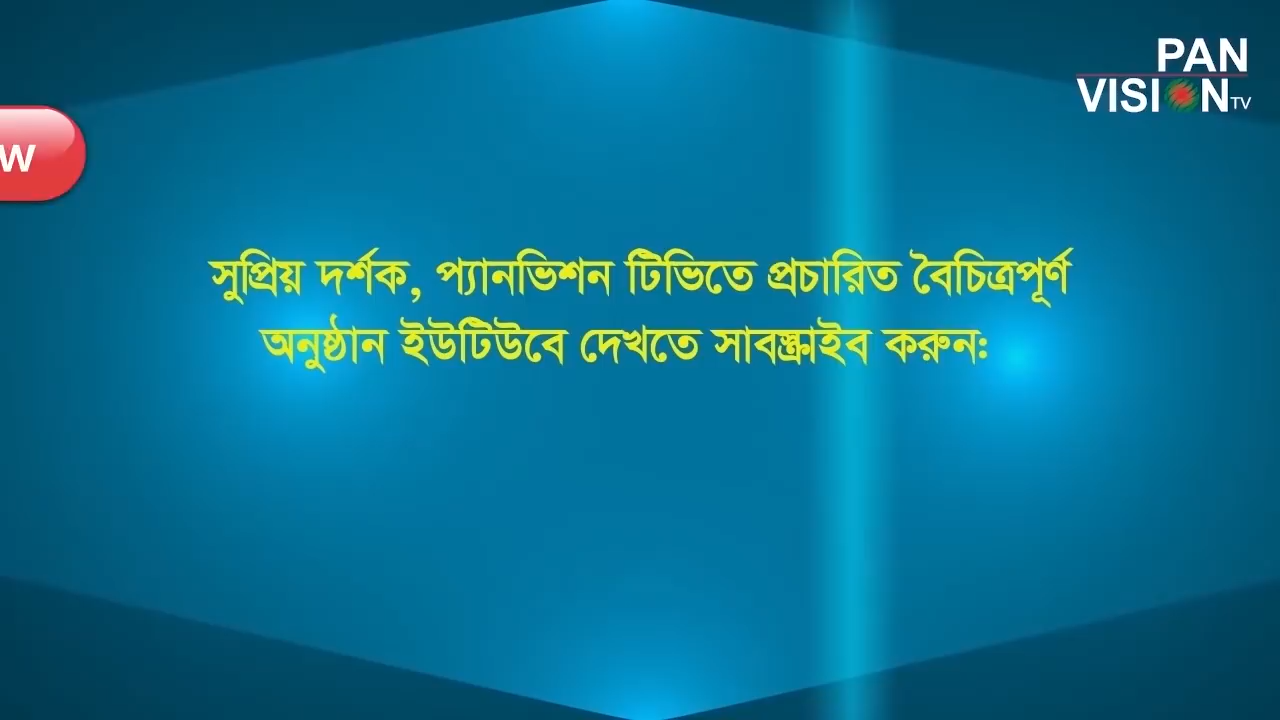 PAN
VISION TV
W
সুপ্রিয় দর্শক, প্যানভিশন টিভিতে প্রচারিত বৈচিত্রপূর্ণ
অনুষ্ঠান ইউটিউবে দেখতে সাবস্ক্রাইব করুন: